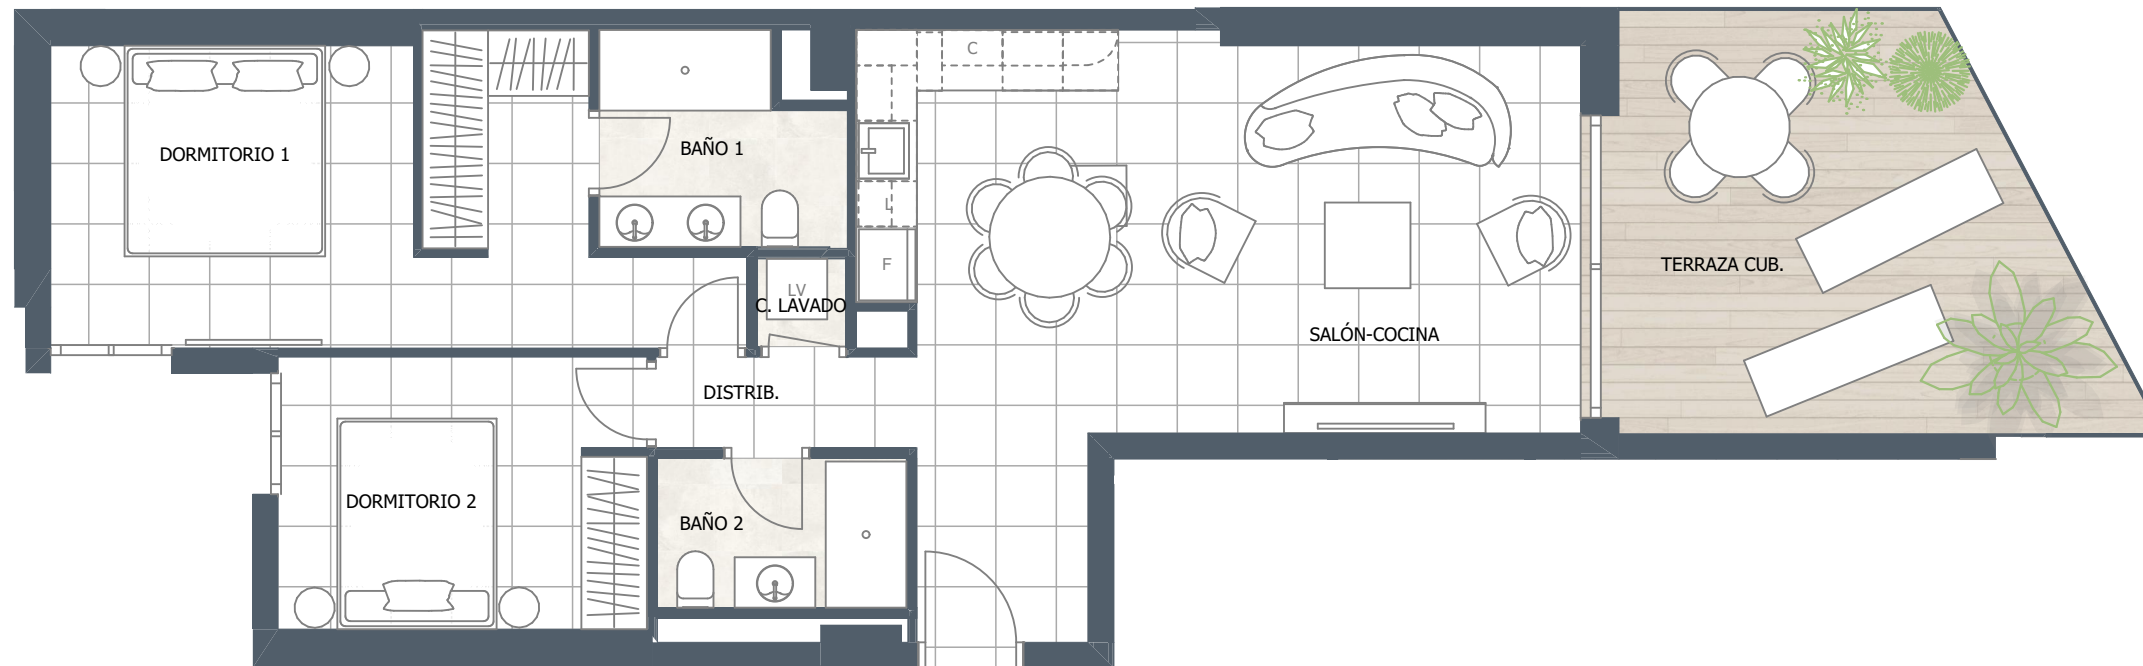 C
DORMITORIO 1
BAÑO 1
L
F
LV
C. LAVADO
TERRAZA CUB.
SALÓN-COCINA
DISTRIB.
DORMITORIO 2
BAÑO 2